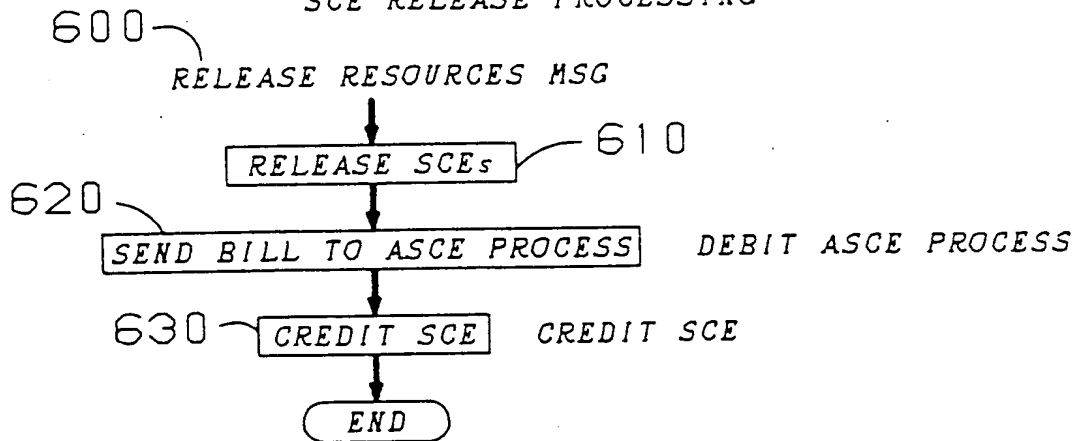 SCE RELEASE PROCESSING
600
RELEASE RESOURCES MSG
RELEASE SCEs
610
620
SEND BILL TO ASCE PROCESS DEBIT ASCE PROCESS
630
CREDIT SCE CREDIT SCE
END